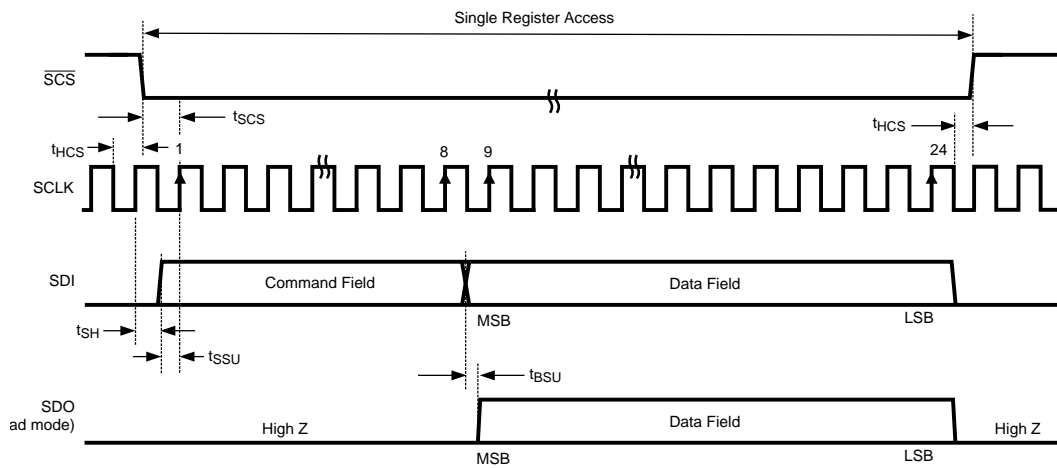 Single Register Access
SCS
tSCS
tHCS
tHCS
1
8
9
24
SCLK
SDI
Command Field
Data Field
MSB
LSB
tSH
tSSU
tBSU
SDO
ad mode)
High Z
Data Field
High Z
MSB
LSB